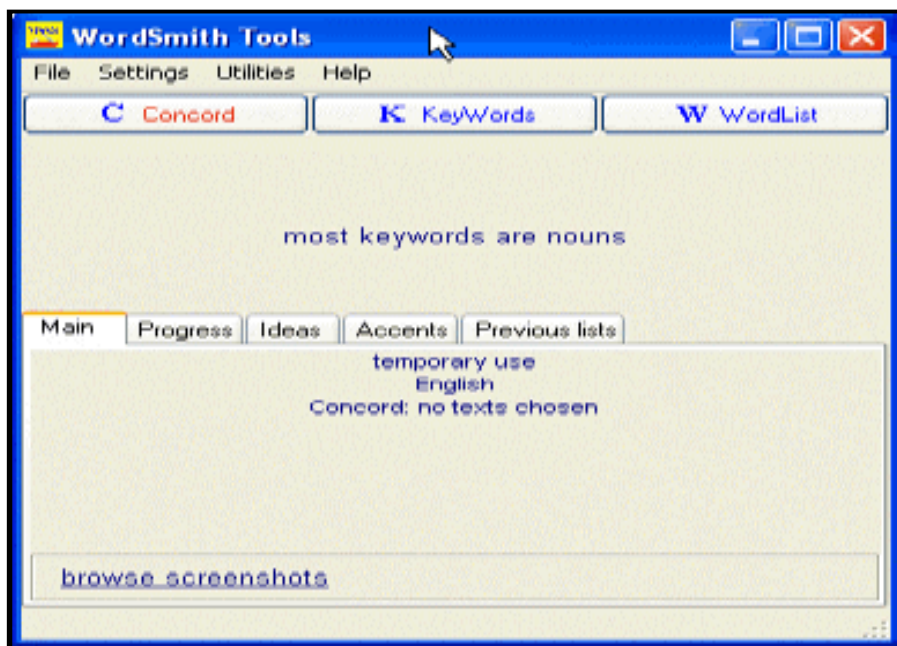 WordSmith Tools
File Settings Utilities Help
C Concord K KeyWords W WordList
most keywords are nouns
Main Progress Ideas Accents Previous lists
temporary use
English
Concord: no texts chosen
browse screenshots